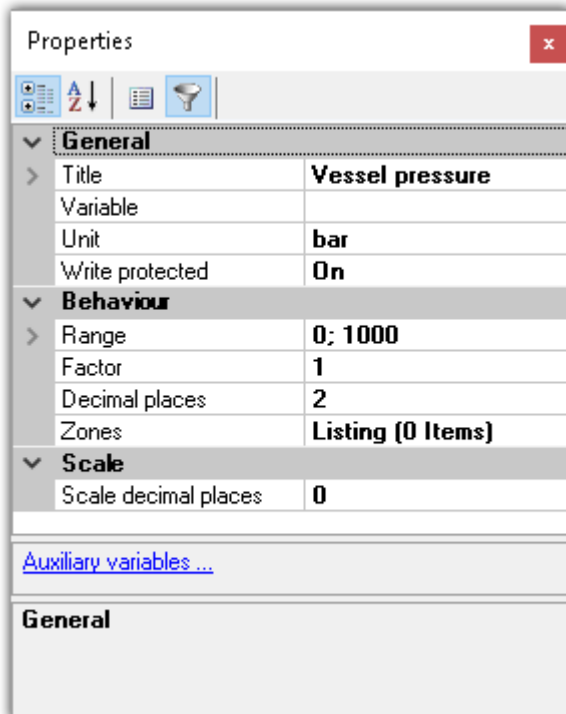 Properties
x
A
Z
General
Title Vessel pressure
Variable
Unit bar
Write protected On
Behaviour
Range 0; 1000
Factor 1
Decimal places 2
Zones Listing (0 Items)
Scale
Scale decimal places 0
Auxiliary variables ...
General